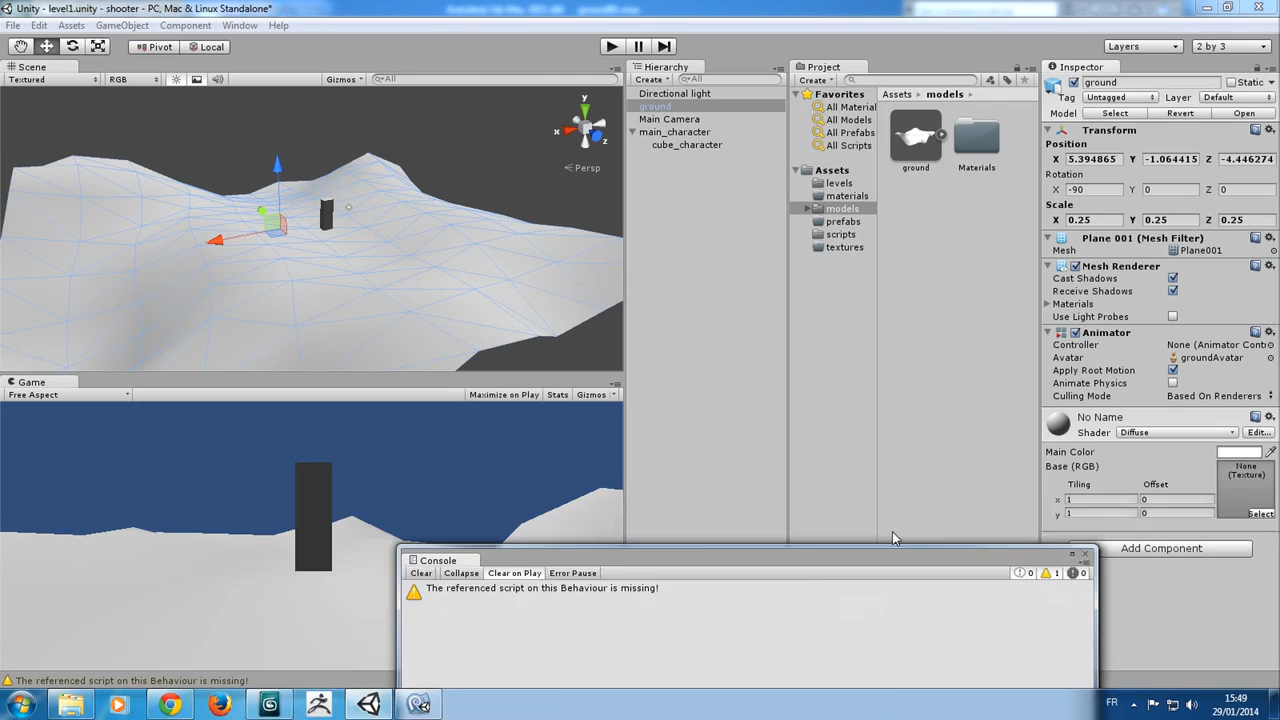 Unity - level1.unity - shooter - PC, Mac & Linux Standalone*
File Edit Assets GameObject Component Window Help
Pivot Local Layers 2 by 3
Scene
Textured RGB Gizmos All
y
x
z
Persp
Game
Free Aspect Maximize on Play Stats Gizmos
Hierarchy
Create All
Directional light
ground
Main Camera
main_character
cube_character
Project
Create
Favorites
All Material
All Models
All Prefabs
All Scripts
Assets
levels
materials
models
prefabs
scripts
textures
Assets models
ground Materials
Inspector
ground Static
Tag Untagged Layer Default
Model Select Revert Open
Transform
Position
X 5.394865 Y -1.064415 Z -4.446274
Rotation
X -90 Y 0 Z 0
Scale
X 0.25 Y 0.25 Z 0.25
Plane 001 (Mesh Filter)
Mesh Plane001
Mesh Renderer
Cast Shadows
Receive Shadows
Materials
Use Light Probes
Animator
Controller None (Animator Contr
Avatar groundAvatar
Apply Root Motion
Animate Physics
Culling Mode Based On Renderers
No Name
Shader Diffuse Edit...
Main Color
Base (RGB) None
(Texture)
Tiling Offset
x 1 0
y 1 0
Select
Add Component
Console
Clear Collapse Clear on Play Error Pause 0 1 0
The referenced script on this Behaviour is missing!
The referenced script on this Behaviour is missing!
FR 15:49
29/01/2014